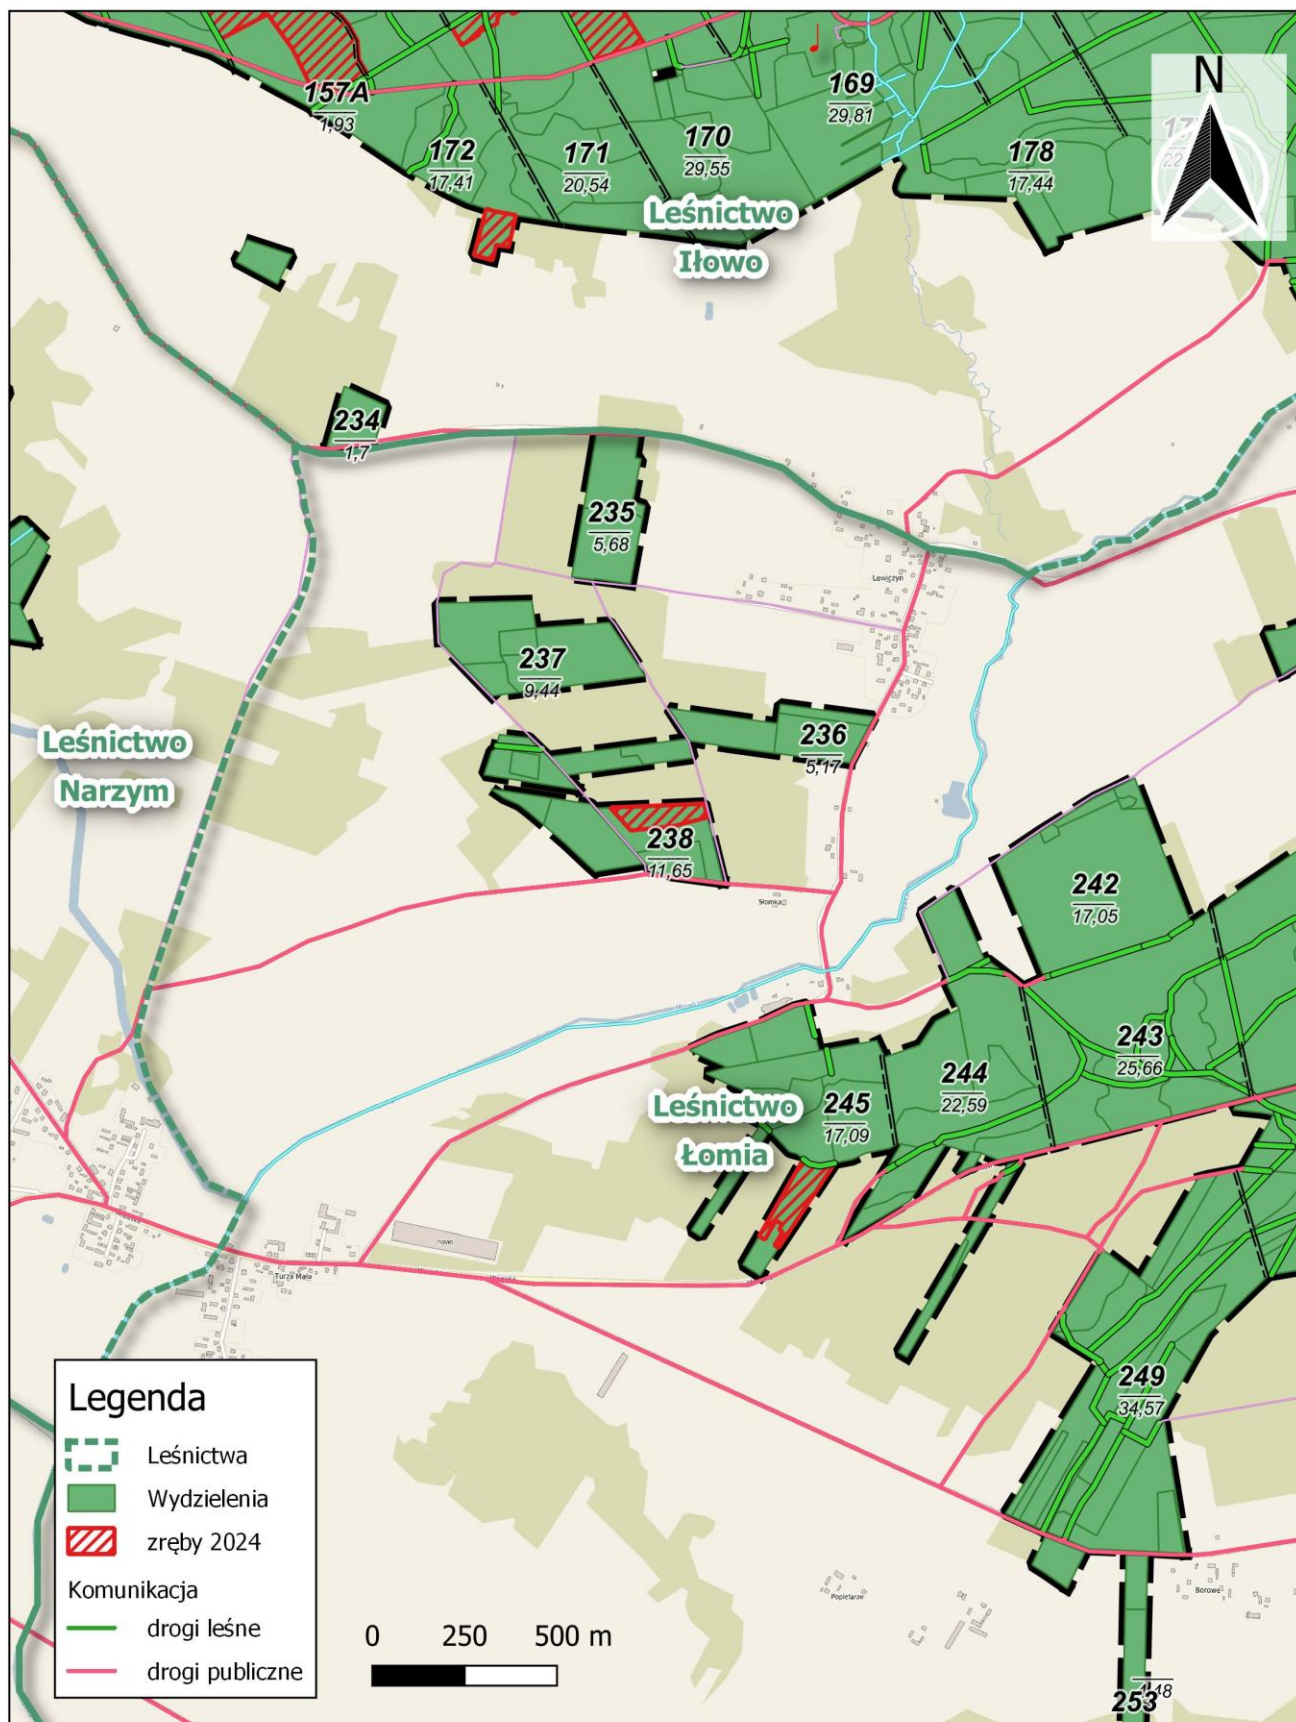 N
157A
1,93
172
17,41
171
20,54
170
29,55
169
29,81
178
17,44
Leśnictwo
Iłowo
234
1,7
235
5,68
Lewiczyn
237
9,44
236
5,17
Leśnictwo
Narzym
238
11,65
Słomka
242
17,05
243
25,66
244
22,59
245
17,09
Leśnictwo
Łomia
Turza Mała
249
34,57
Popielarze
Borowe
253
Legenda
Leśnictwa
Wydzielenia
zręby 2024
Komunikacja
drogi leśne
drogi publiczne
0 250 500 m